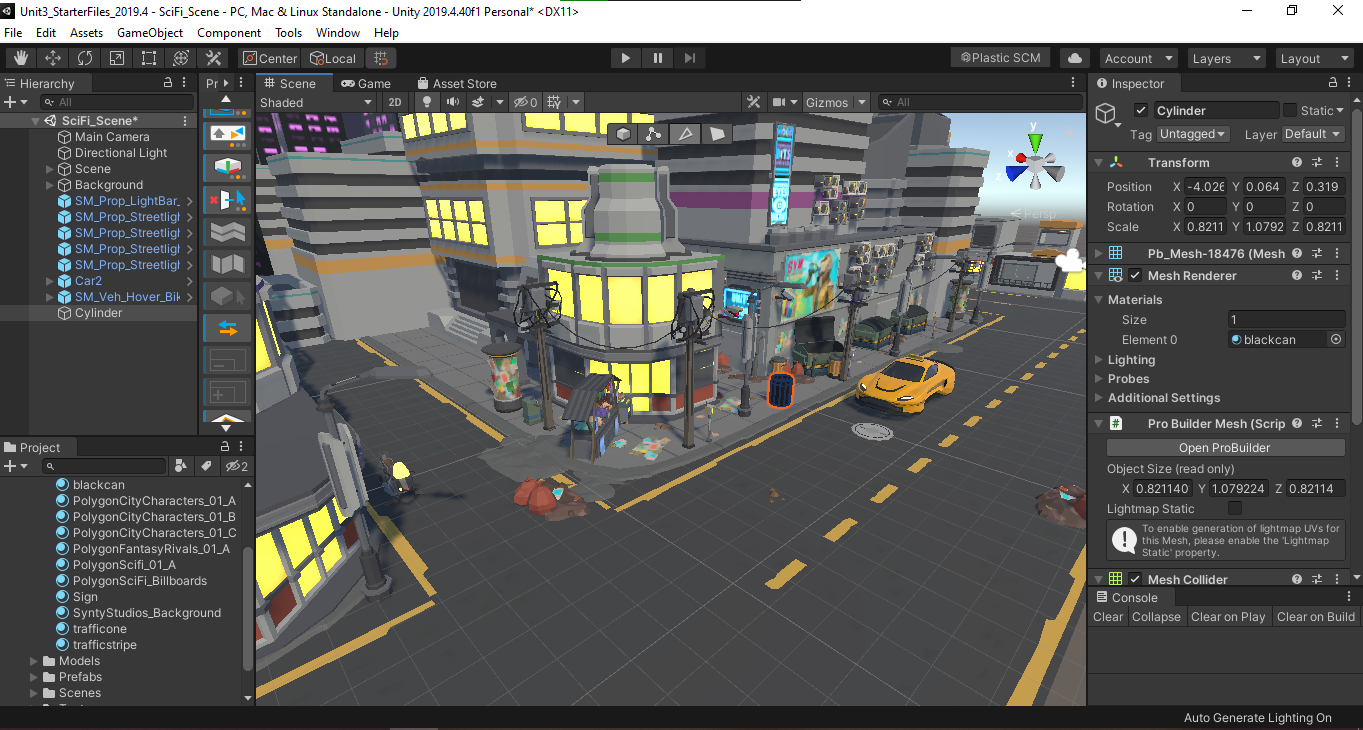 Unit3_StarterFiles_2019.4 - SciFi_Scene - PC, Mac & Linux Standalone - Unity 2019.4.40f1 Personal* <DX11>
File Edit Assets GameObject Component Tools Window Help
Center Local Plastic SCM Account Layers Layout
Hierarchy
All
SciFi_Scene*
Main Camera
Directional Light
Scene
Background
SM_Prop_LightBar_
SM_Prop_Streetligh
SM_Prop_Streetligh
SM_Prop_Streetligh
SM_Prop_Streetligh
Car2
SM_Veh_Hover_Bik
Cylinder
Pr
Project
2
blackcan
PolygonCityCharacters_01_A
PolygonCityCharacters_01_B
PolygonCityCharacters_01_C
PolygonFantasyRivals_01_A
PolygonScifi_01_A
PolygonSciFi_Billboards
Sign
SyntyStudios_Background
trafficone
trafficstripe
Models
Prefabs
Scenes
Scene Game Asset Store
Shaded 2D 0 Gizmos All
y
x
Persp
GYM
Inspector
Cylinder Static
Tag Untagged Layer Default
Transform
Position X -4.026 Y 0.064 Z 0.319
Rotation X 0 Y 0 Z 0
Scale X 0.8211 Y 1.0792 Z 0.8211
Pb_Mesh-18476 (Mesh
Mesh Renderer
Materials
Size 1
Element 0 blackcan
Lighting
Probes
Additional Settings
Pro Builder Mesh (Scrip
Open ProBuilder
Object Size (read only)
X 0.821140 Y 1.079224 Z 0.82114
Lightmap Static
To enable generation of lightmap UVs for
this Mesh, please enable the 'Lightmap
Static' property.
Mesh Collider
Console
Clear Collapse Clear on Play Clear on Build
Auto Generate Lighting On